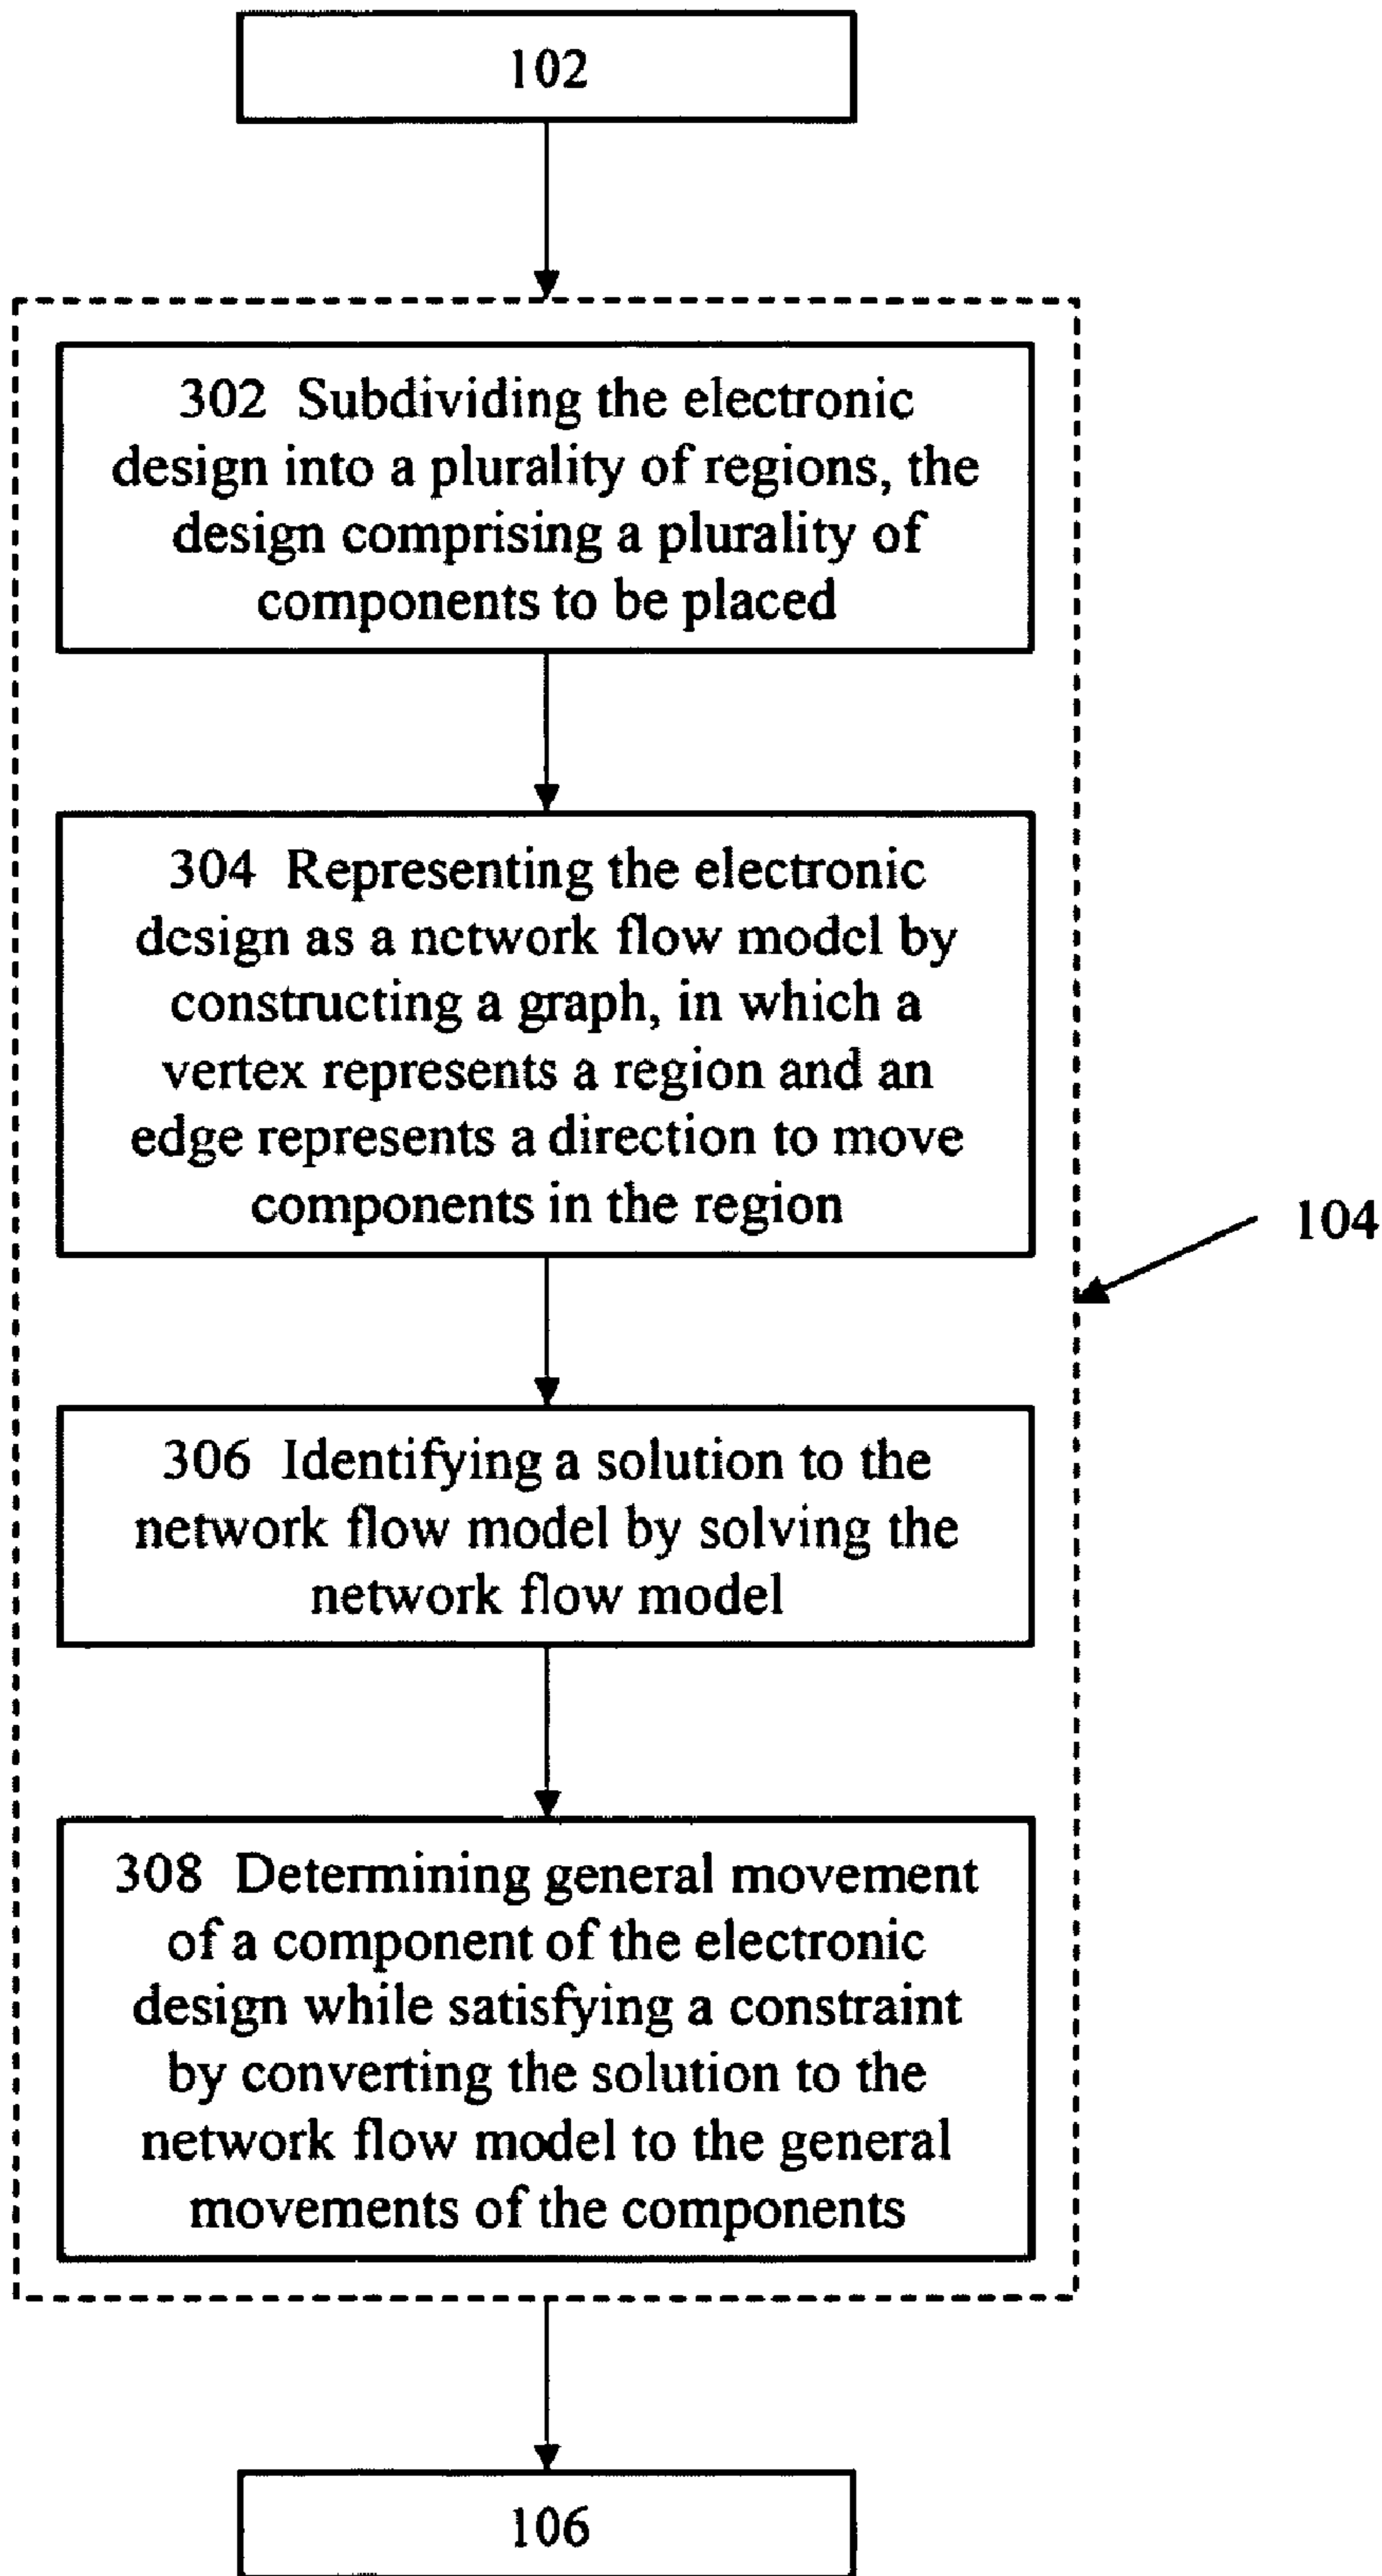 102
302 Subdividing the electronic
design into a plurality of regions, the
design comprising a plurality of
components to be placed
304 Representing the electronic
design as a network flow model by
constructing a graph, in which a
vertex represents a region and an
edge represents a direction to move
components in the region
104
306 Identifying a solution to the
network flow model by solving the
network flow model
308 Determining general movement
of a component of the electronic
design while satisfying a constraint
by converting the solution to the
network flow model to the general
movements of the components
106